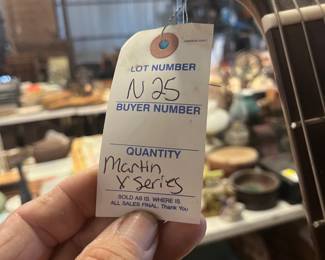 LOT NUMBER
N 25
BUYER NUMBER
QUANTITY
Martin
X Series
SOLD AS IS. WHERE IS
ALL SALES FINAL. Thank You